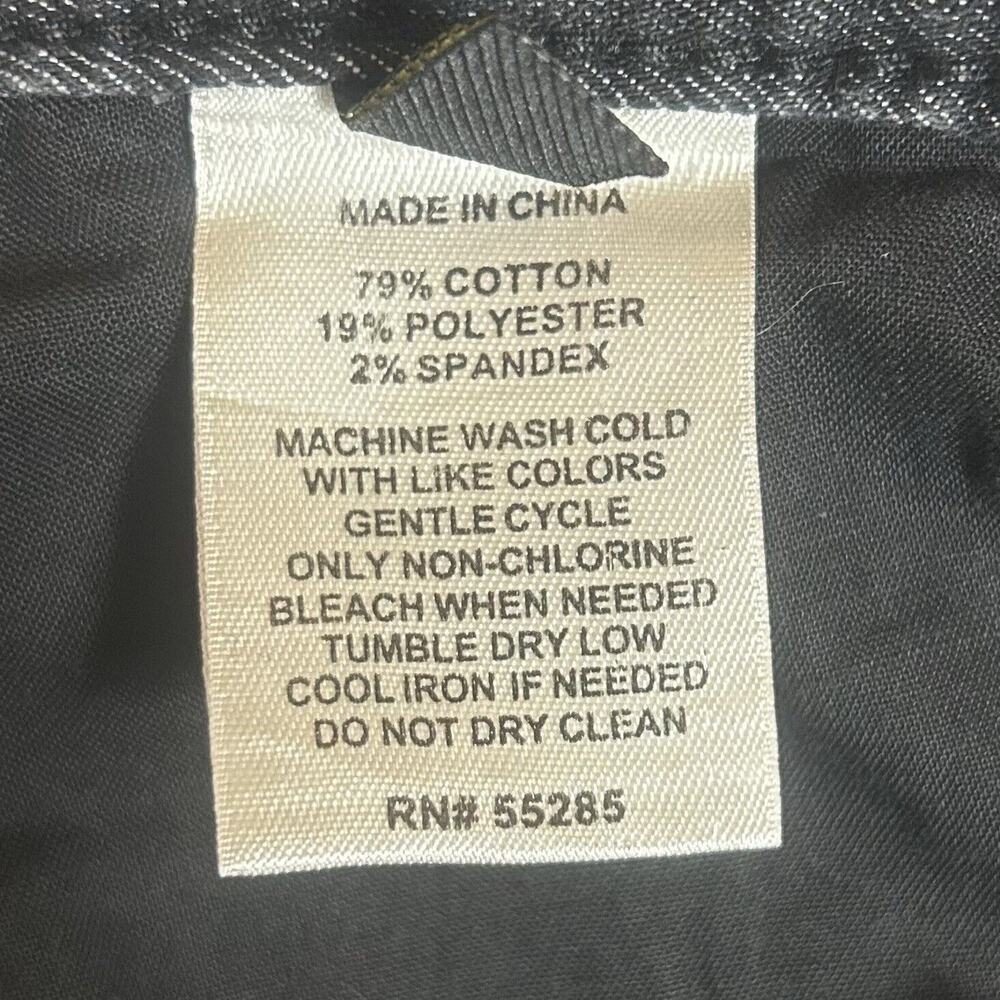 MADE IN CHINA
79% COTTON
19% POLYESTER
2% SPANDEX
MACHINE WASH COLD
WITH LIKE COLORS
GENTLE CYCLE
ONLY NON-CHLORINE
BLEACH WHEN NEEDED
TUMBLE DRY LOW
COOL IRON IF NEEDED
DO NOT DRY CLEAN
RN# 55285